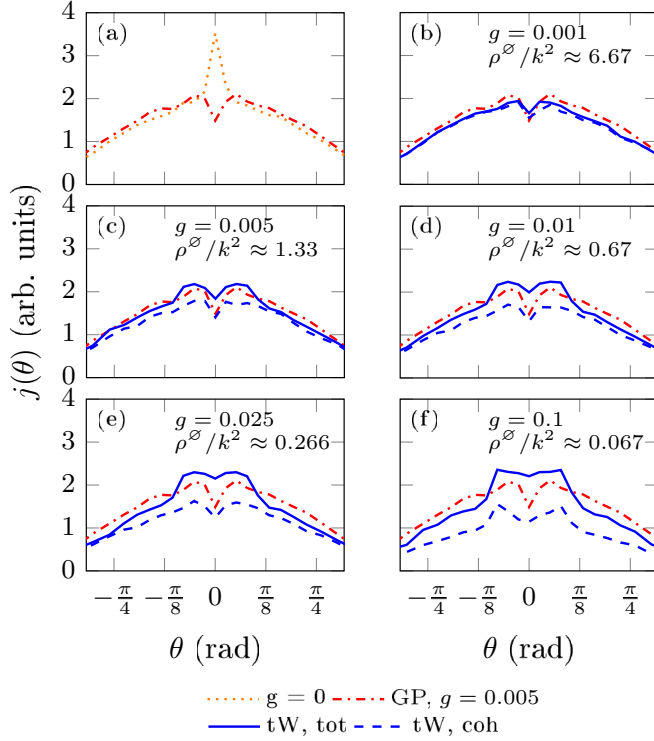 4
3
2
1
0
(a)
(b)
g = 0.001
ρ^∅/k² ≈ 6.67
4
3
2
1
0
(c)
g = 0.005
ρ^∅/k² ≈ 1.33
(d)
g = 0.01
ρ^∅/k² ≈ 0.67
4
3
2
1
0
(e)
g = 0.025
ρ^∅/k² ≈ 0.266
(f)
g = 0.1
ρ^∅/k² ≈ 0.067
j(θ) (arb. units)
−π/4 −π/8 0 π/8 π/4
−π/4 −π/8 0 π/8 π/4
θ (rad)
θ (rad)
g = 0 GP, g = 0.005
tW, tot tW, coh